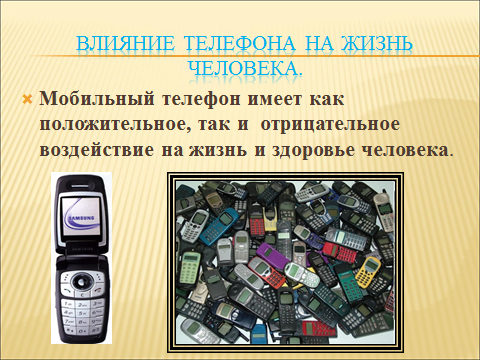 ВЛИЯНИЕ ТЕЛЕФОНА НА ЖИЗНЬ
ЧЕЛОВЕКА.
Мобильный телефон имеет как
положительное, так и отрицательное
воздействие на жизнь и здоровье человека.
SAMSUNG